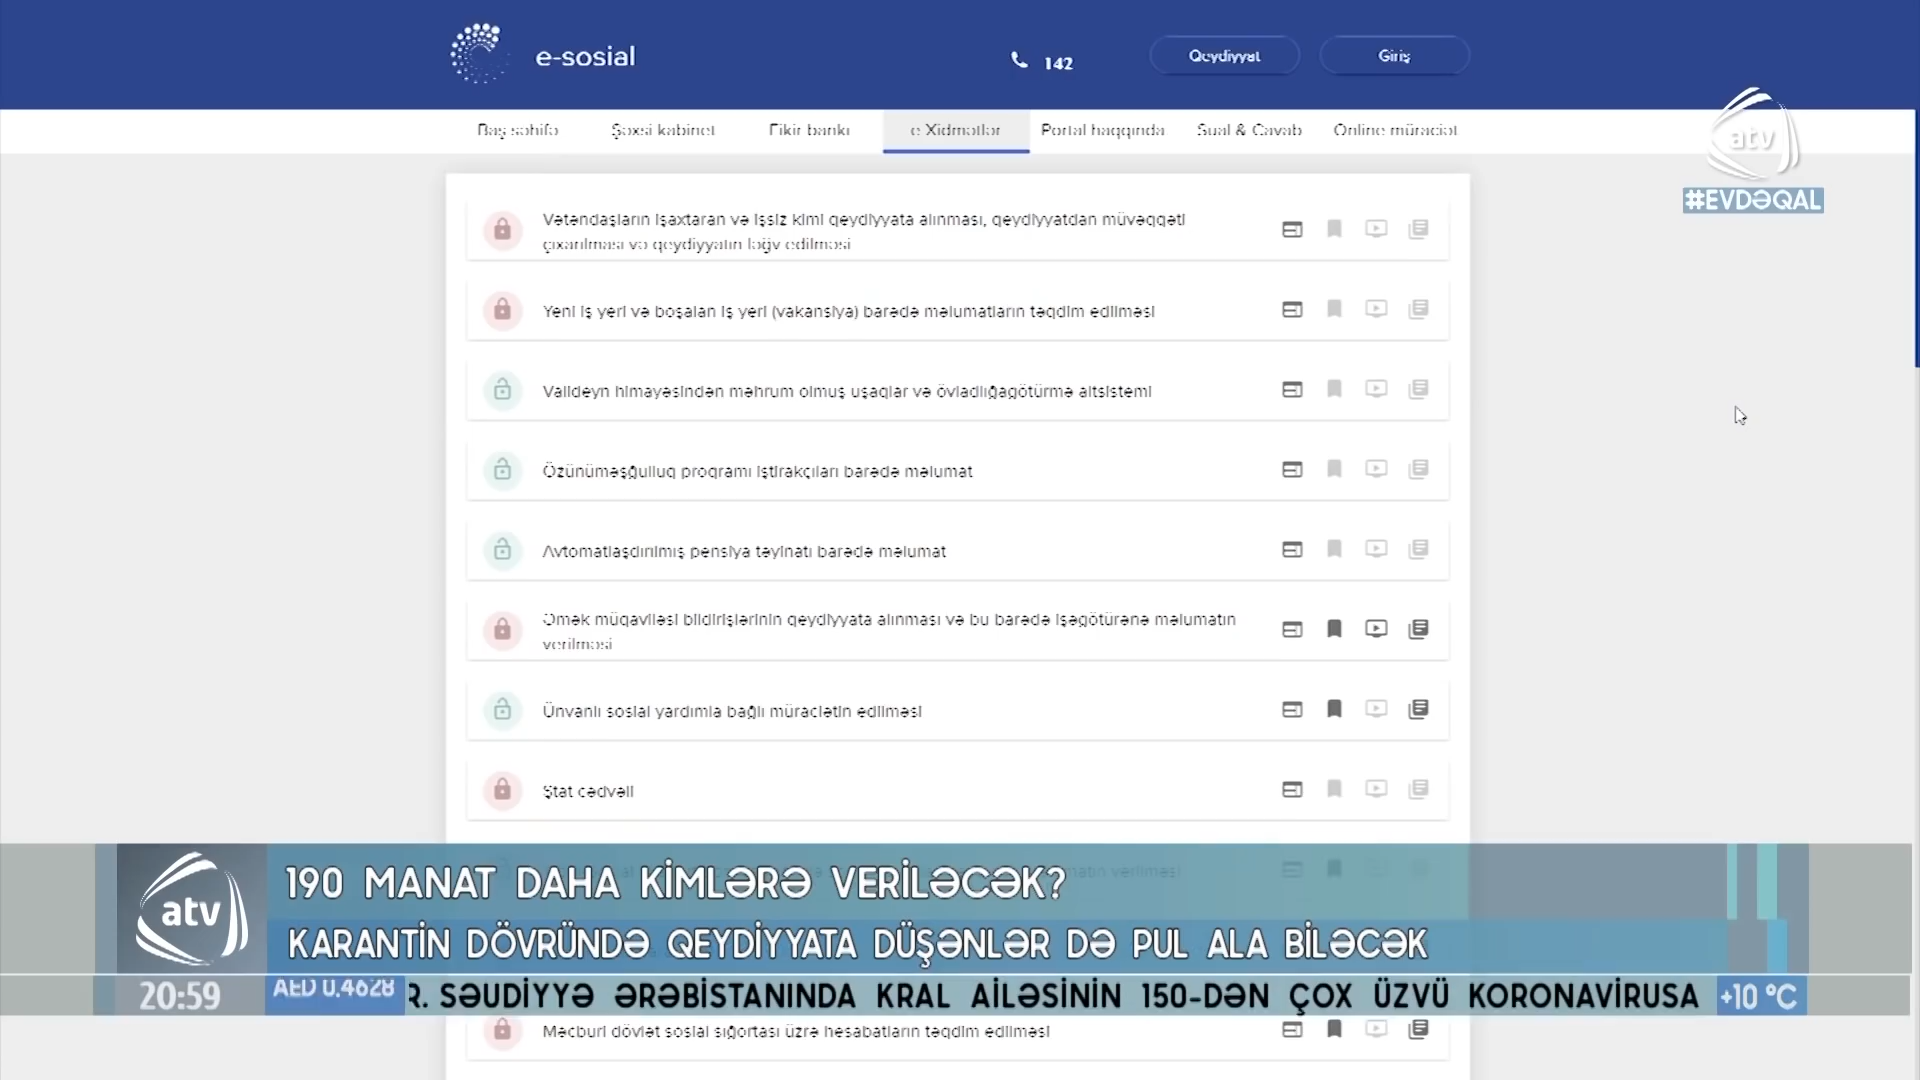 e-sosial
142
Qeydiyyat
Giriş
Baş səhifə
Şəxsi kabinet
Fikir bankı
e Xidmətlər
Portal haqqında
Sual & Cavab
Online müraciət
atv
#EVDƏQAL
Vətəndaşların işaxtaran və işsiz kimi qeydiyyata alınması, qeydiyyatdan müvəqqəti
çıxarılması və qeydiyyatın ləğv edilməsi
Yeni iş yeri və boşalan iş yeri (vakansiya) barədə məlumatların təqdim edilməsi
Valideyn himayəsindən məhrum olmuş uşaqlar və övladlığagötürmə altsistemi
Özünüməşğulluq proqramı iştirakçıları barədə məlumat
Avtomatlaşdırılmış pensiya təyinatı barədə məlumat
Əmək müqaviləsi bildirişlərinin qeydiyyata alınması və bu barədə işəgötürənə məlumatın
verilməsi
Ünvanlı sosial yardımla bağlı müraciətin edilməsi
Ştat cədvəli
atv
190 MANAT DAHA KİMLƏRƏ VERİLƏCƏK?
KARANTİN DÖVRÜNDƏ QEYDİYYATA DÜŞƏNLƏR DƏ PUL ALA BİLƏCƏK
20:59
AED 0.4628
R. SƏUDİYYƏ ƏRƏBİSTANINDA KRAL AİLƏSİNİN 150-DƏN ÇOX ÜZVÜ KORONAVİRUSA
+10 °C
Məcburi dövlət sosial sığortası üzrə hesabatların təqdim edilməsi